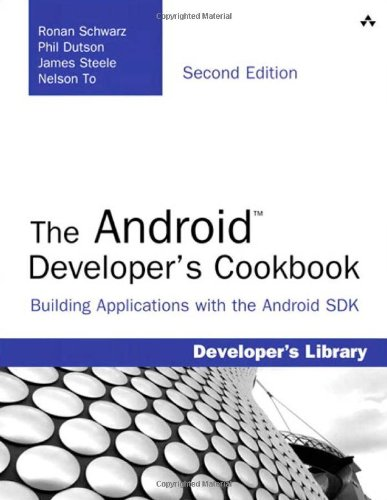 Copyrighted Material
Ronan Schwarz
Phil Dutson
James Steele
Nelson To
Second Edition
The Android™
Developer's Cookbook
Building Applications with the Android SDK
Developer's Library
Copyrighted Material